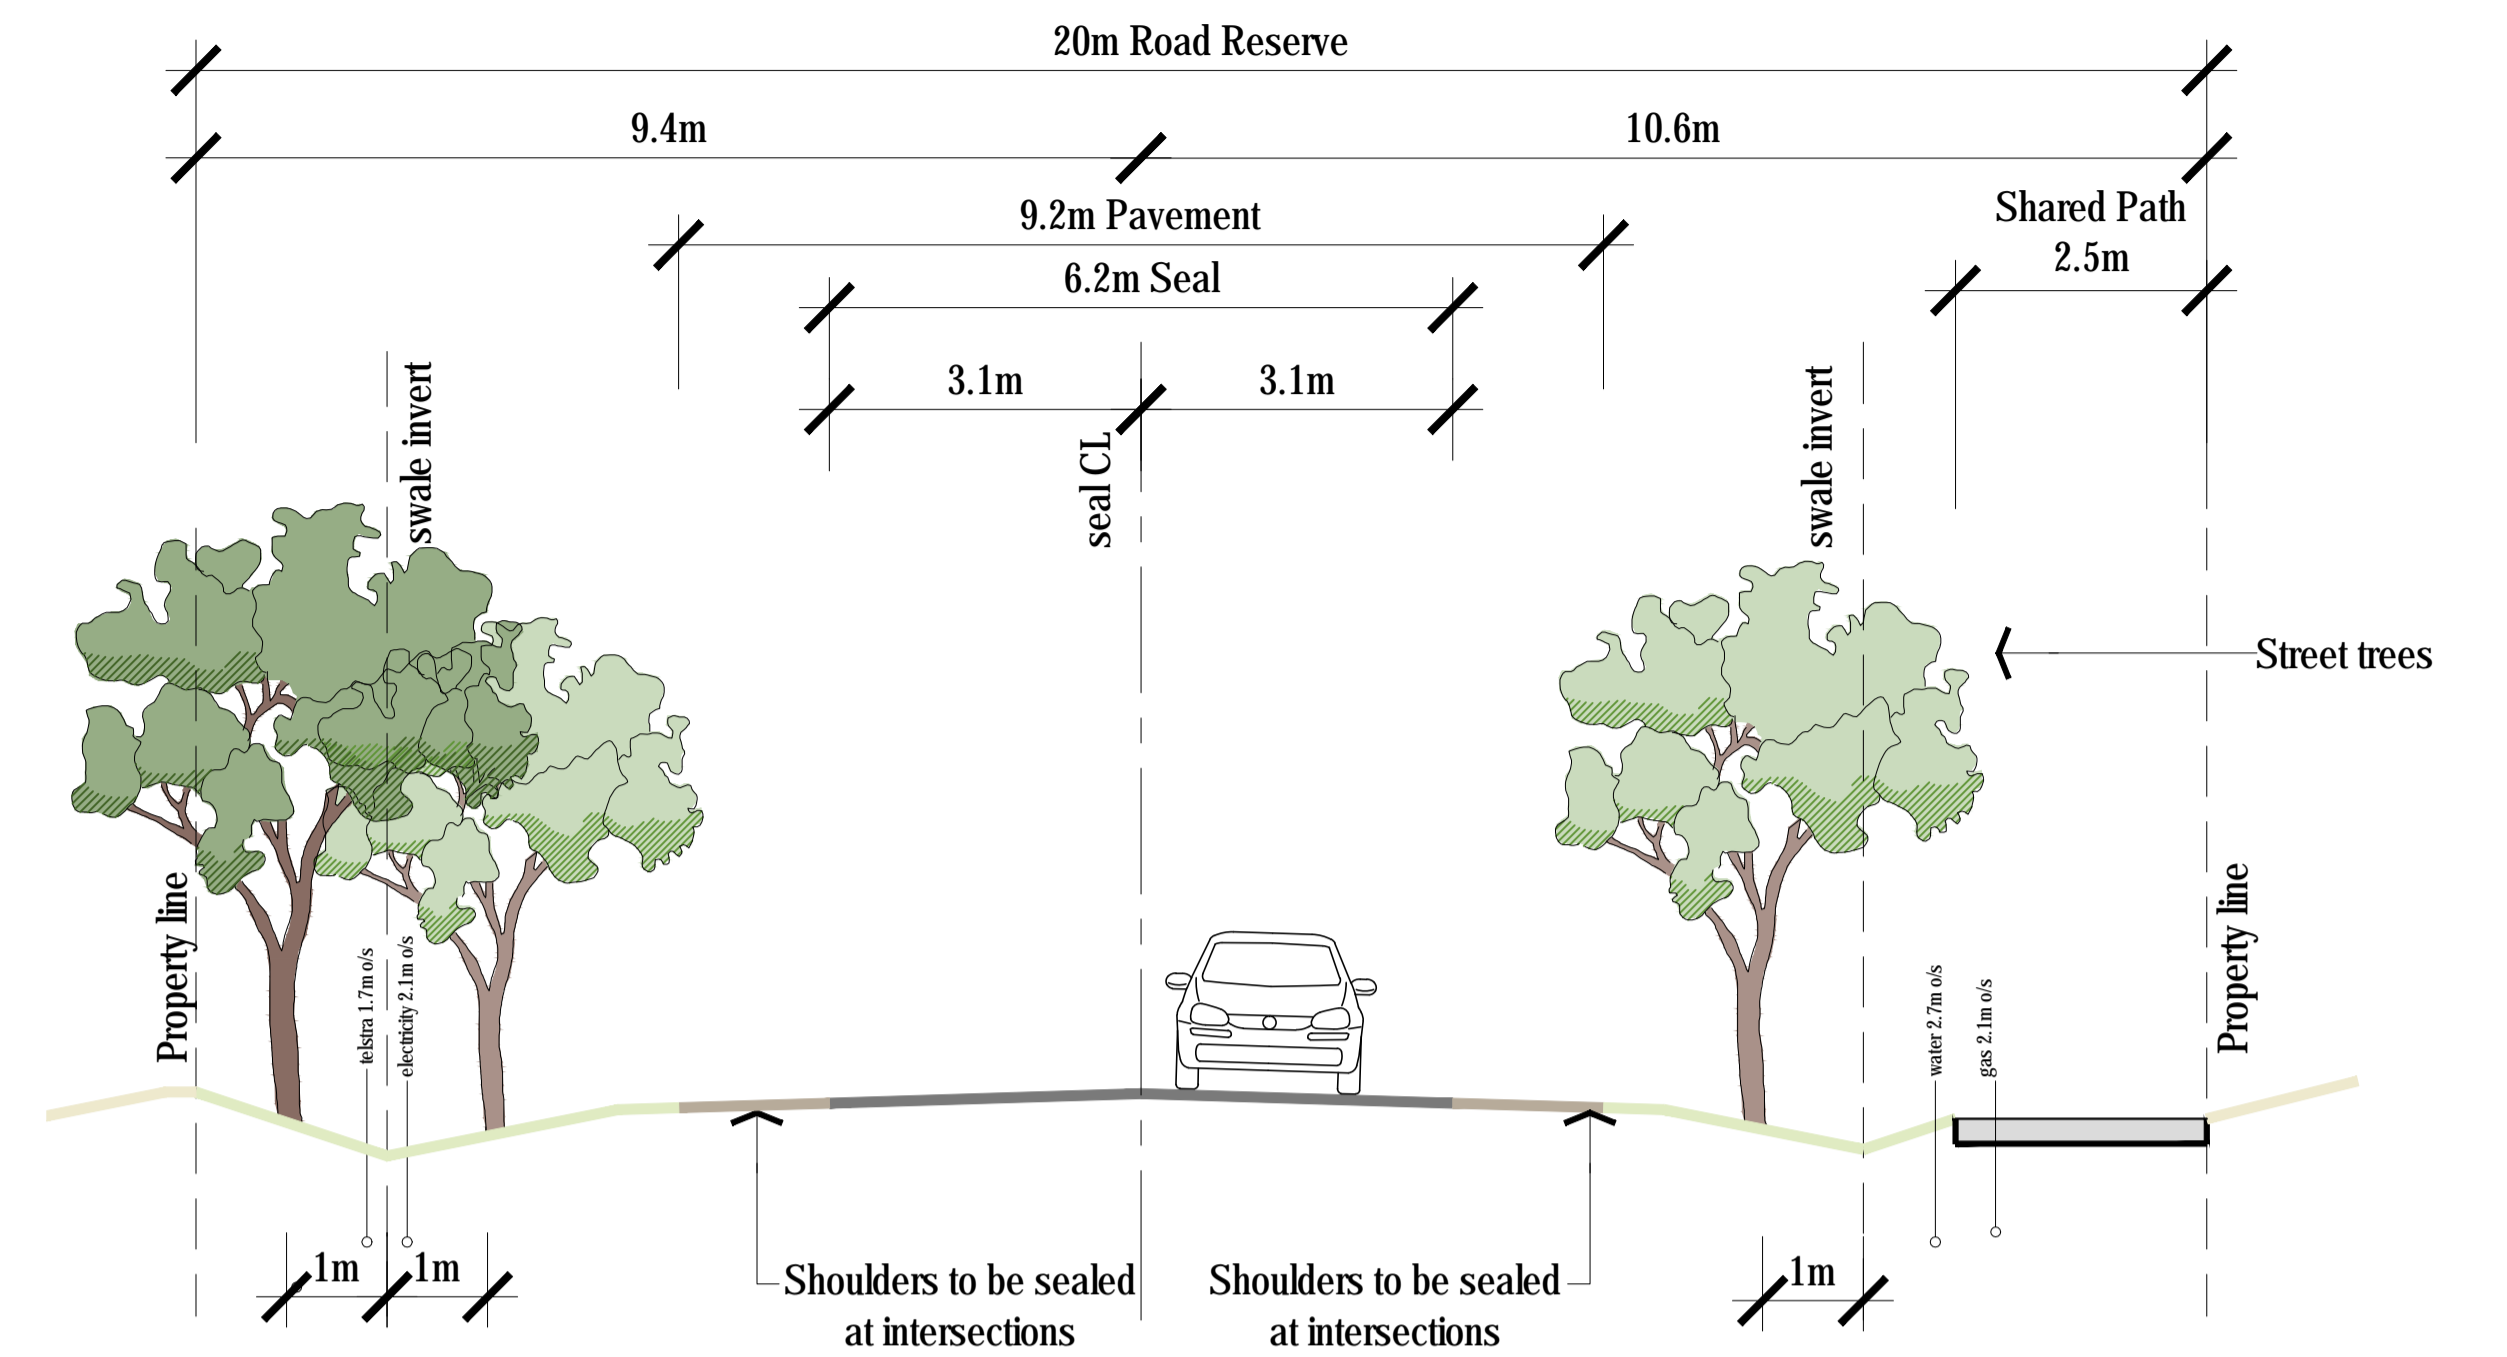 20m Road Reserve
9.4m
10.6m
9.2m Pavement
Shared Path
2.5m
6.2m Seal
3.1m
3.1m
swale invert
seal CL
swale invert
Street trees
Property line
telstra 1.7m o/s
electricity 2.1m o/s
water 2.7m o/s
gas 2.1m o/s
Property line
1m
1m
Shoulders to be sealed
at intersections
Shoulders to be sealed
at intersections
1m